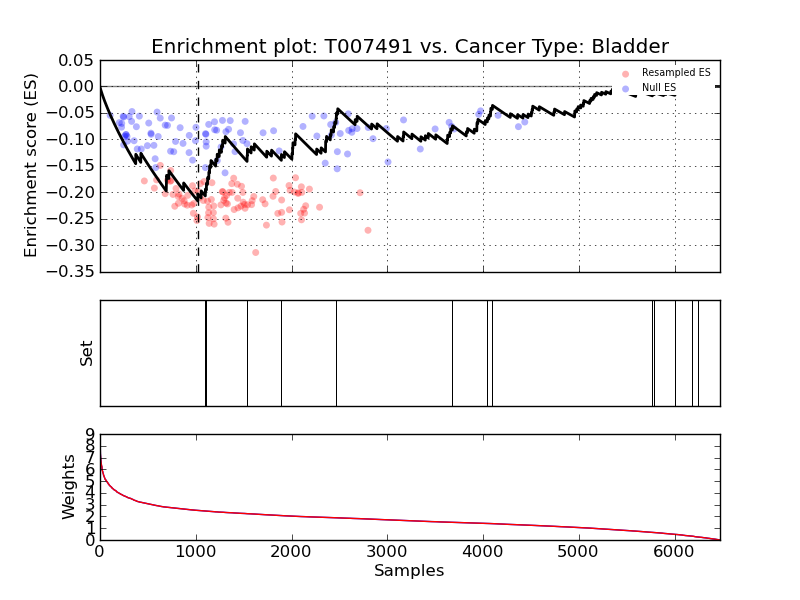 Enrichment plot: T007491 vs. Cancer Type: Bladder
Enrichment score (ES)
0.05
0.00
−0.05
−0.10
−0.15
−0.20
−0.25
−0.30
−0.35
Resampled ES
Null ES
Set
Weights
9
8
7
6
5
4
3
2
1
0
0 1000 2000 3000 4000 5000 6000
Samples